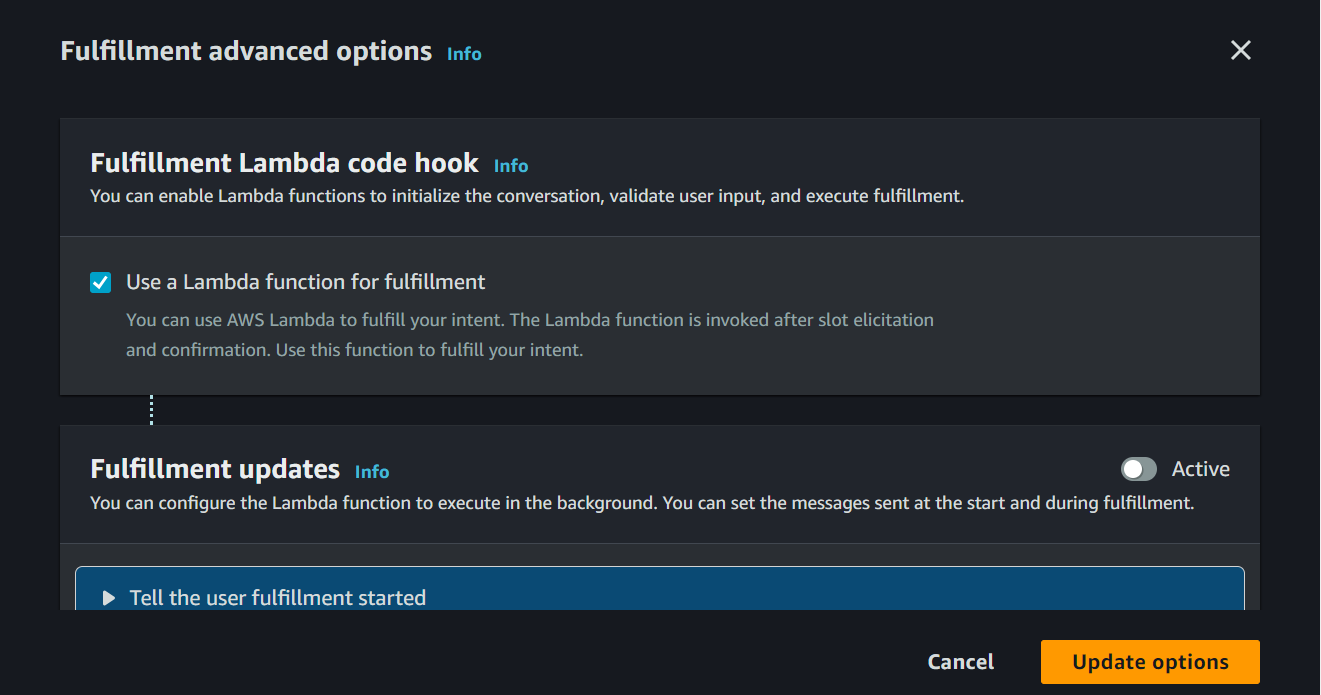 Fulfillment advanced options Info
Fulfillment Lambda code hook Info
You can enable Lambda functions to initialize the conversation, validate user input, and execute fulfillment.
Use a Lambda function for fulfillment
You can use AWS Lambda to fulfill your intent. The Lambda function is invoked after slot elicitation
and confirmation. Use this function to fulfill your intent.
Fulfillment updates Info
Active
You can configure the Lambda function to execute in the background. You can set the messages sent at the start and during fulfillment.
Tell the user fulfillment started
Cancel
Update options